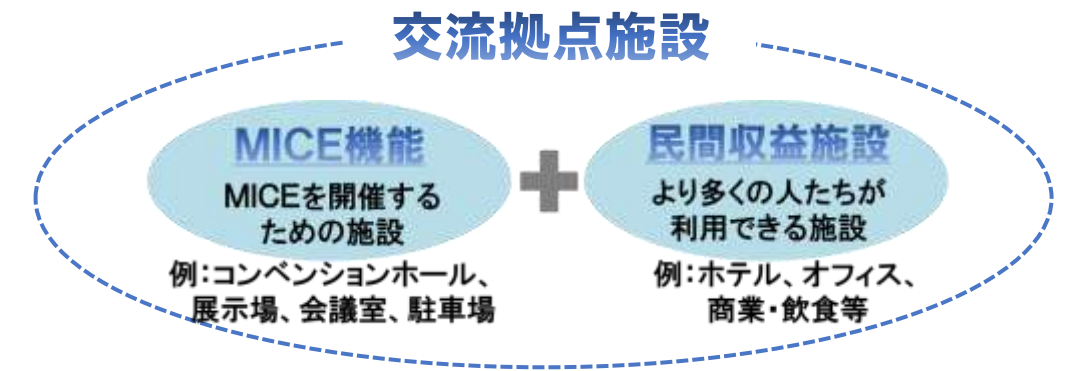 交流拠点施設
MICE機能
MICEを開催する
ための施設
例：コンベンションホール、
展示場、会議室、駐車場
民間収益施設
より多くの人たちが
利用できる施設
例：ホテル、オフィス、
商業・飲食等